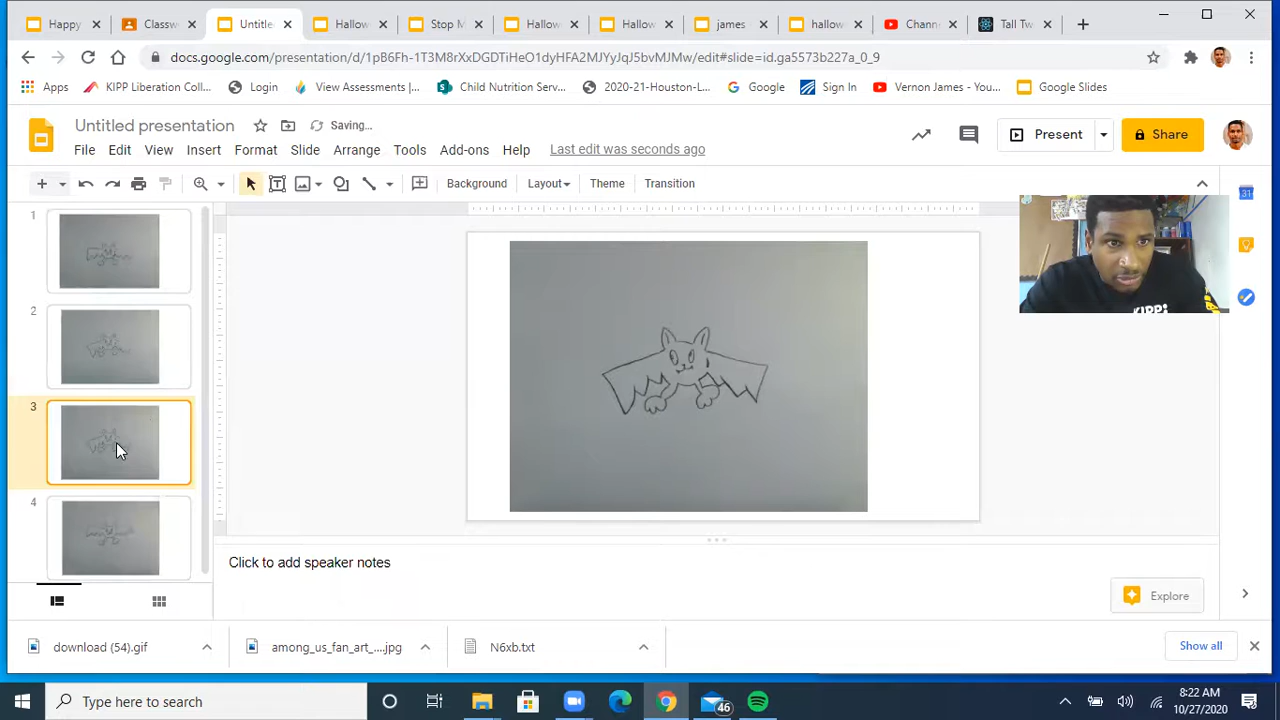 Happy
Classw
Untitle
Hallow
Stop M
Hallow
Hallow
james
hallow
Chann
Tall Tw
docs.google.com/presentation/d/1pB6Fh-1T3M8rXxDGDTiHeO1dyHFA2MJYyJqJ5bvMJMw/edit#slide=id.ga5573b227a_0_9
Apps
KIPP Liberation Coll...
Login
View Assessments |...
Child Nutrition Serv...
2020-21-Houston-L...
Google
Sign In
Vernon James - You...
Google Slides
Untitled presentation
Saving...
Present
Share
File Edit View Insert Format Slide Arrange Tools Add-ons Help Last edit was seconds ago
Background Layout Theme Transition
31
1
2
3
4
KIPP:
Click to add speaker notes
Explore
download (54).gif
among_us_fan_art_....jpg
N6xb.txt
Show all
Type here to search
46
8:22 AM
10/27/2020